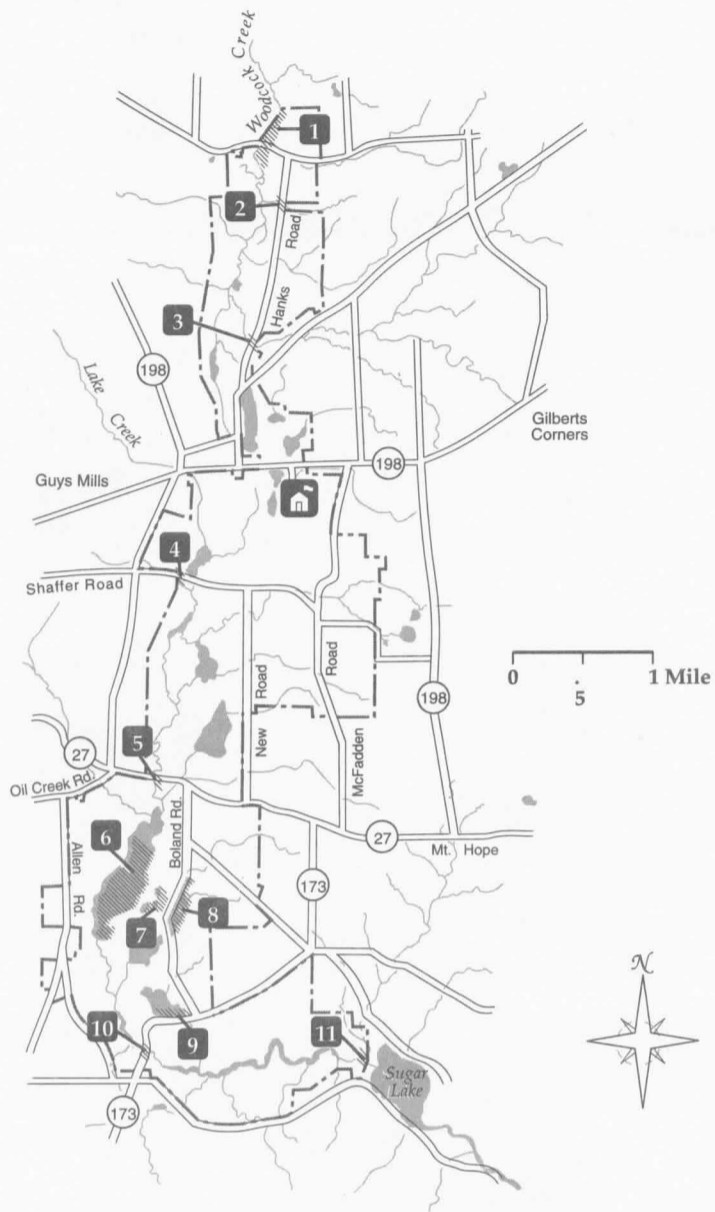 Woodcock Creek
1
2
Road
Hanks
3
198
Lake Creek
Gilberts
Corners
198
Guys Mills
4
Shaffer Road
Road
Road
0 .5 1 Mile
198
5
New
McFadden
27
Oil Creek Rd.
Boland Rd.
6
27
Mt. Hope
Allen Rd.
173
8
7
N
10
9
11
Sugar
Lake
173